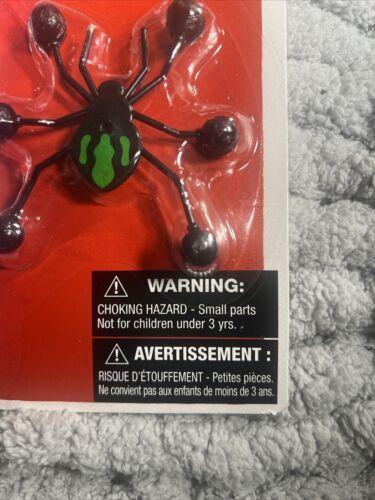 WARNING:
CHOKING HAZARD - Small parts
Not for children under 3 yrs.
AVERTISSEMENT :
RISQUE D'ÉTOUFFEMENT - Petites pièces.
Ne convient pas aux enfants de moins de 3 ans.